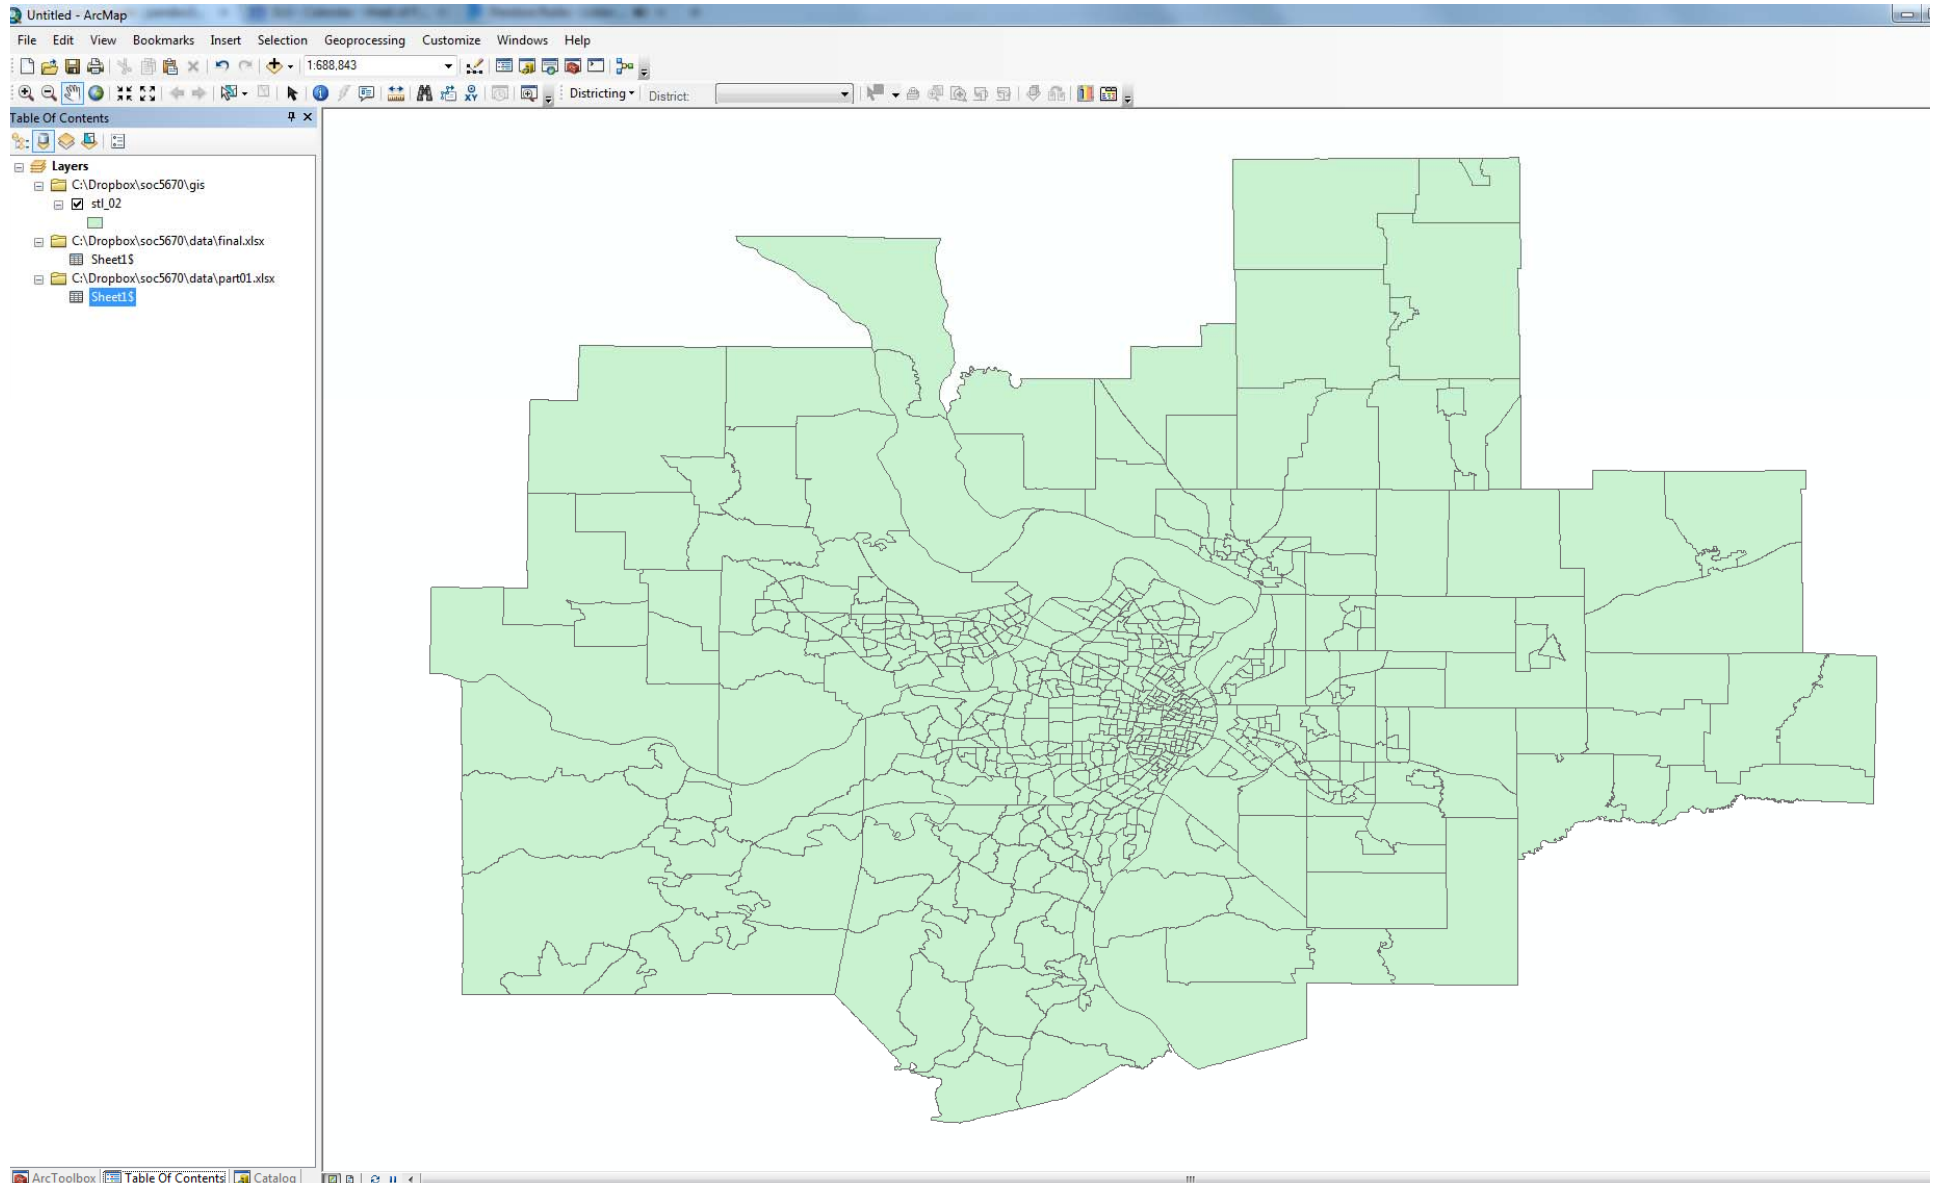 Untitled - ArcMap
File Edit View Bookmarks Insert Selection Geoprocessing Customize Windows Help
1:688,843
Districting District:
Table Of Contents
Layers
C:\Dropbox\soc5670\gis
stl_02
C:\Dropbox\soc5670\data\final.xlsx
Sheet1$
C:\Dropbox\soc5670\data\part01.xlsx
Sheet1$
ArcToolbox Table Of Contents Catalog